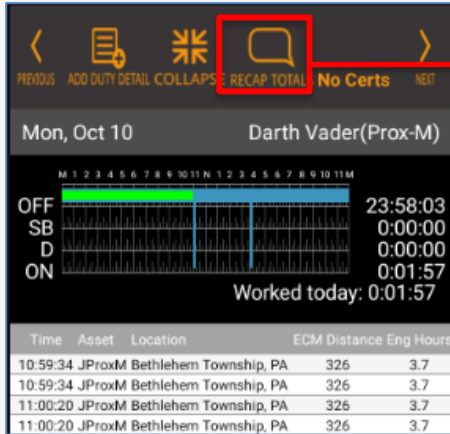 PREVIOUS ADD DUTY DETAIL COLLAPSE RECAP TOTALS No Certs NEXT
Mon, Oct 10 Darth Vader(Prox-M)
M 1 2 3 4 5 6 7 8 9 10 11 N 1 2 3 4 5 6 7 8 9 10 11 M
OFF 23:58:03
SB 0:00:00
D 0:00:00
ON 0:01:57
Worked today: 0:01:57
Time Asset Location ECM Distance Eng Hours
10:59:34 JProxM Bethlehem Township, PA 326 3.7
10:59:34 JProxM Bethlehem Township, PA 326 3.7
11:00:20 JProxM Bethlehem Township, PA 326 3.7
11:00:20 JProxM Bethlehem Township, PA 326 3.7